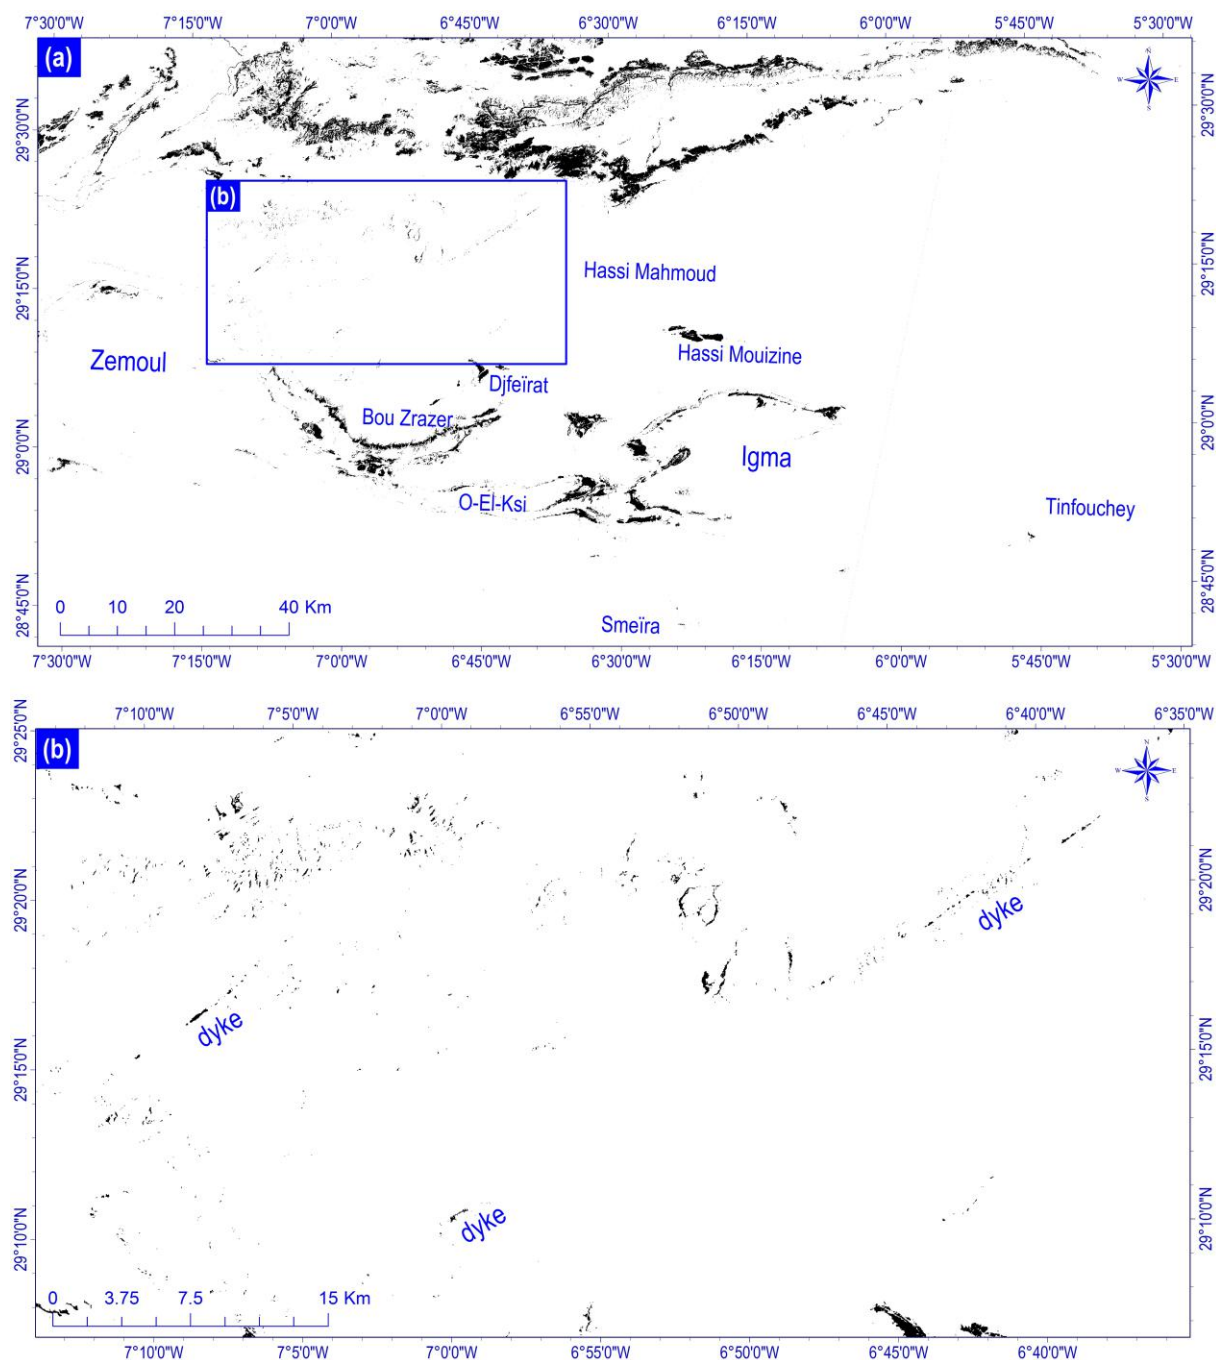 7°30'0"W 7°15'0"W 7°0'0"W 6°45'0"W 6°30'0"W 6°15'0"W 6°0'0"W 5°45'0"W 5°30'0"W
(a)
N
W E
S
29°30'0"N 29°30'0"N
(b)
Hassi Mahmoud
29°15'0"N 29°15'0"N
Zemoul
Hassi Mouizine
Djfeïrat
Bou Zrazer
29°0'0"N 29°0'0"N
Igma
O-El-Ksi
Tinfouchey
28°45'0"N 28°45'0"N
0 10 20 40 Km
Smeïra
7°30'0"W 7°15'0"W 7°0'0"W 6°45'0"W 6°30'0"W 6°15'0"W 6°0'0"W 5°45'0"W 5°30'0"W
7°10'0"W 7°5'0"W 7°0'0"W 6°55'0"W 6°50'0"W 6°45'0"W 6°40'0"W 6°35'0"W
29°25'0"N
(b)
N
W E
N
29°20'0"N 29°20'0"N
dyke
dyke
29°15'0"N 29°15'0"N
dyke
29°10'0"N 29°10'0"N
0 3.75 7.5 15 Km
7°10'0"W 7°5'0"W 7°0'0"W 6°55'0"W 6°50'0"W 6°45'0"W 6°40'0"W